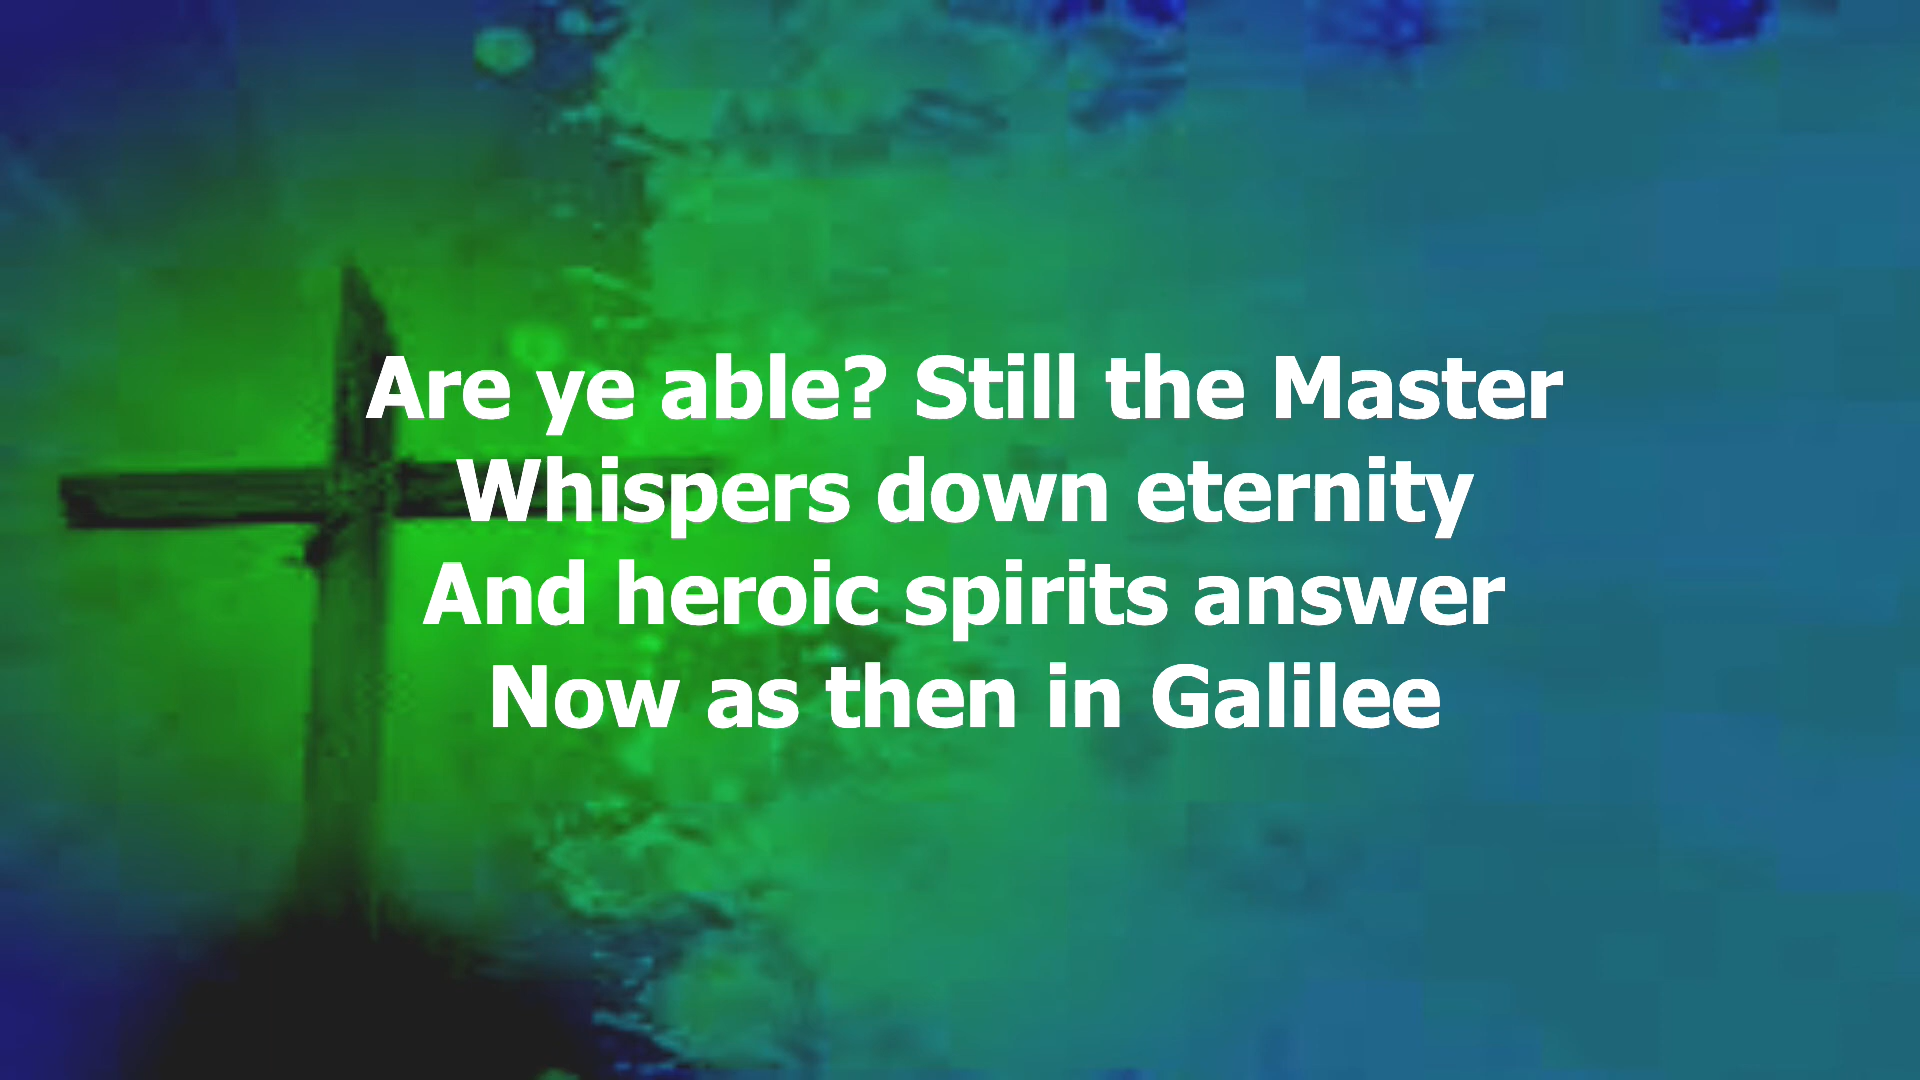 Are ye able? Still the Master
Whispers down eternity
And heroic spirits answer
Now as then in Galilee